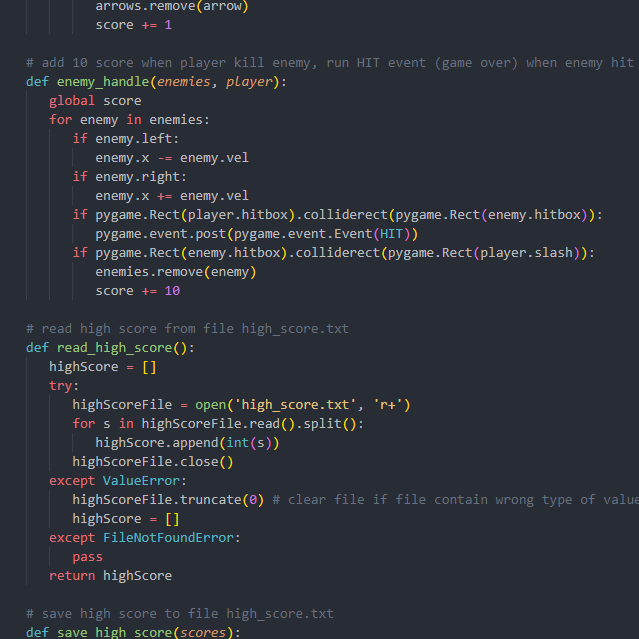 arrows.remove(arrow)
score += 1
# add 10 score when player kill enemy, run HIT event (game over) when enemy hit
def enemy_handle(enemies, player):
global score
for enemy in enemies:
if enemy.left:
enemy.x -= enemy.vel
if enemy.right:
enemy.x += enemy.vel
if pygame.Rect(player.hitbox).colliderect(pygame.Rect(enemy.hitbox)):
pygame.event.post(pygame.event.Event(HIT))
if pygame.Rect(enemy.hitbox).colliderect(pygame.Rect(player.slash)):
enemies.remove(enemy)
score += 10
# read high score from file high_score.txt
def read_high_score():
highScore = []
try:
highScoreFile = open('high_score.txt', 'r+')
for s in highScoreFile.read().split():
highScore.append(int(s))
highScoreFile.close()
except ValueError:
highScoreFile.truncate(0) # clear file if file contain wrong type of value
highScore = []
except FileNotFoundError:
pass
return highScore
# save high score to file high_score.txt
def save_high_score(scores):